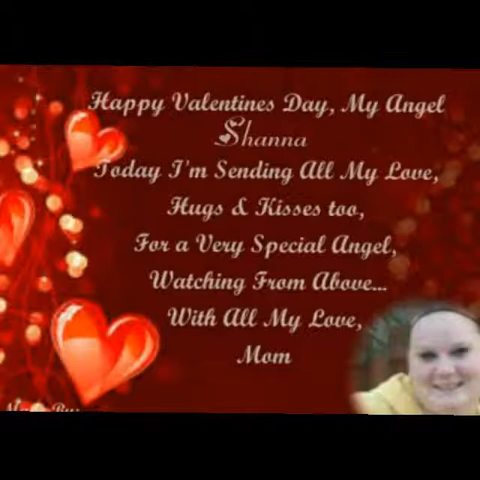 Happy Valentines Day, My Angel
Shanna
Today I'm Sending All My Love,
Hugs & Kisses too,
For a Very Special Angel,
Watching From Above...
With All My Love,
Mom